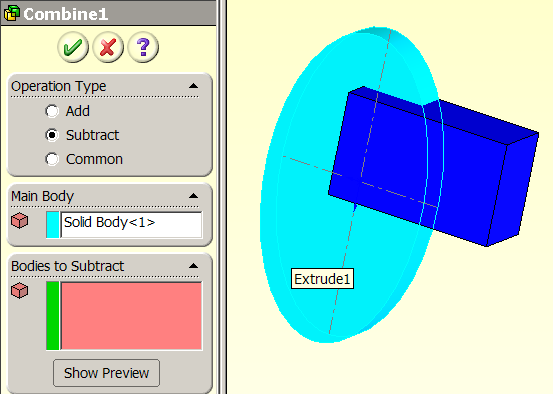 Combine1
?
Operation Type
Add
Subtract
Common
Main Body
Solid Body<1>
Bodies to Subtract
Show Preview
Extrude1